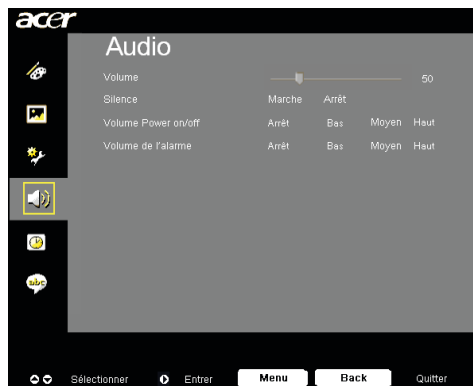 acer
Audio
Volume 50
Silence Marche Arrêt
Volume Power on/off Arrêt Bas Moyen Haut
Volume de l'alarme Arrêt Bas Moyen Haut
abc
Sélectionner Entrer Menu Back Quitter